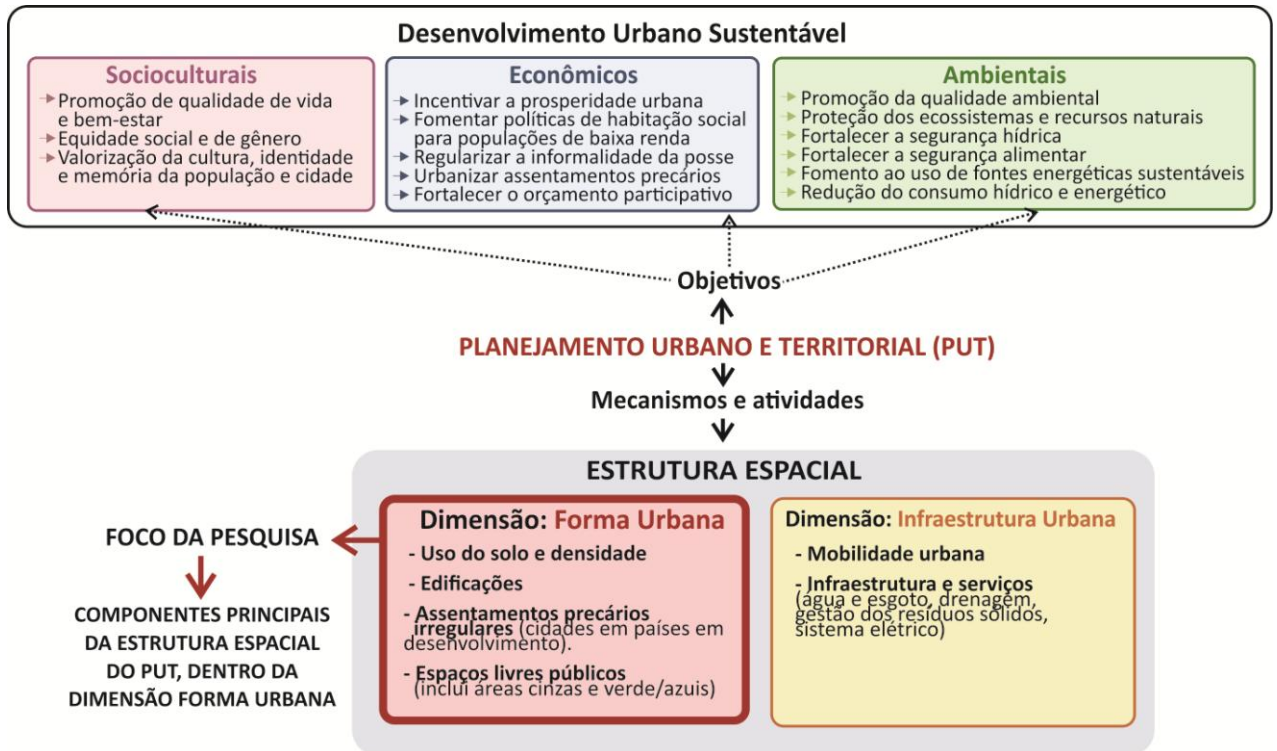 Desenvolvimento Urbano Sustentável
Socioculturais
Promoção de qualidade de vida
e bem-estar
Equidade social e de gênero
Valorização da cultura, identidade
e memória da população e cidade
Econômicos
Incentivar a prosperidade urbana
Fomentar políticas de habitação social
para populações de baixa renda
Regularizar a informalidade da posse
Urbanizar assentamentos precários
Fortalecer o orçamento participativo
Ambientais
Promoção da qualidade ambiental
Proteção dos ecossistemas e recursos naturais
Fortalecer a segurança hídrica
Fortalecer a segurança alimentar
Fomento ao uso de fontes energéticas sustentáveis
Redução do consumo hídrico e energético
Objetivos
PLANEJAMENTO URBANO E TERRITORIAL (PUT)
Mecanismos e atividades
ESTRUTURA ESPACIAL
Dimensão: Forma Urbana
- Uso do solo e densidade
- Edificações
- Assentamentos precários
irregulares (cidades em países em
desenvolvimento).
- Espaços livres públicos
(inclui áreas cinzas e verde/azuis)
Dimensão: Infraestrutura Urbana
- Mobilidade urbana
- Infraestrutura e serviços
(água e esgoto, drenagem,
gestão dos resíduos sólidos,
sistema elétrico)
FOCO DA PESQUISA
COMPONENTES PRINCIPAIS
DA ESTRUTURA ESPACIAL
DO PUT, DENTRO DA
DIMENSÃO FORMA URBANA